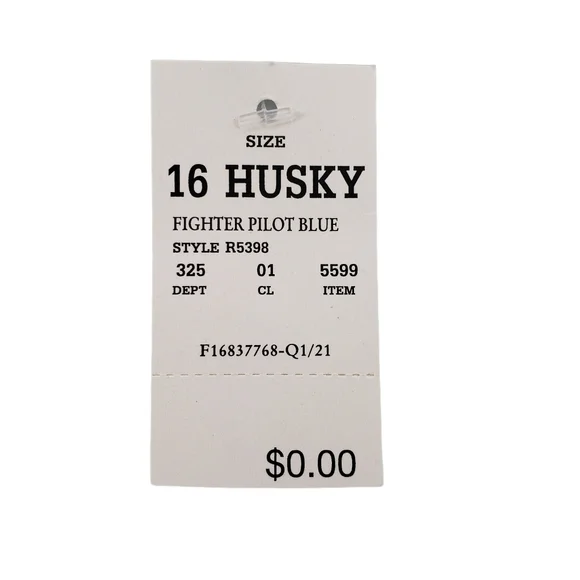 SIZE
16 HUSKY
FIGHTER PILOT BLUE
STYLE R5398
325 01 5599
DEPT CL ITEM
F16837768-Q1/21
$0.00